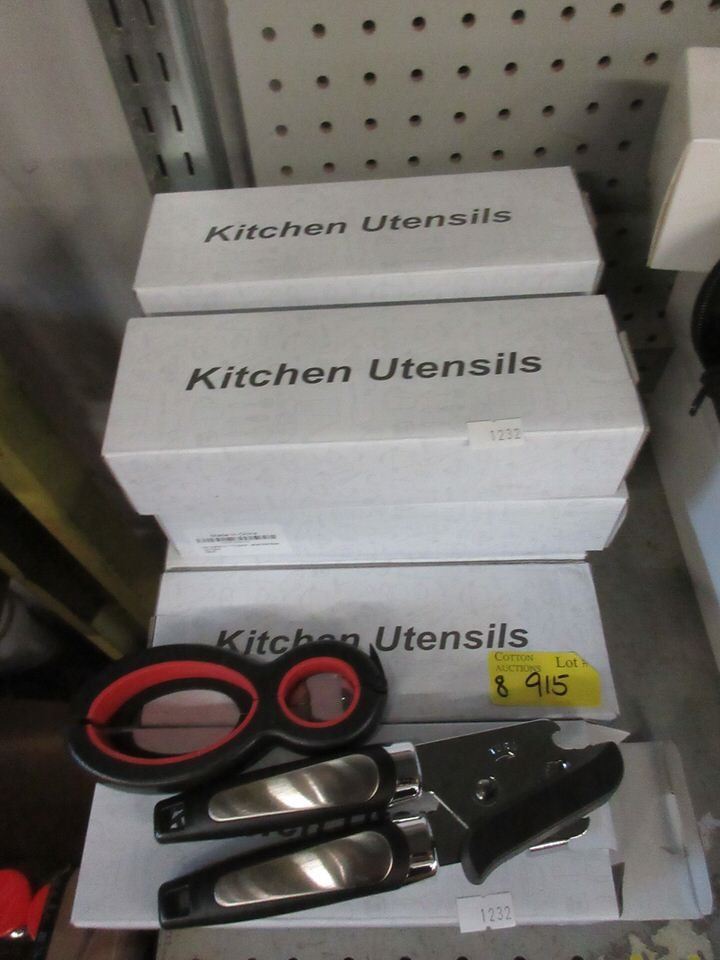 Kitchen Utensils
Kitchen Utensils
1232
Kitchen Utensils
COTTON
AUCTIONS Lot #
8 915
1232